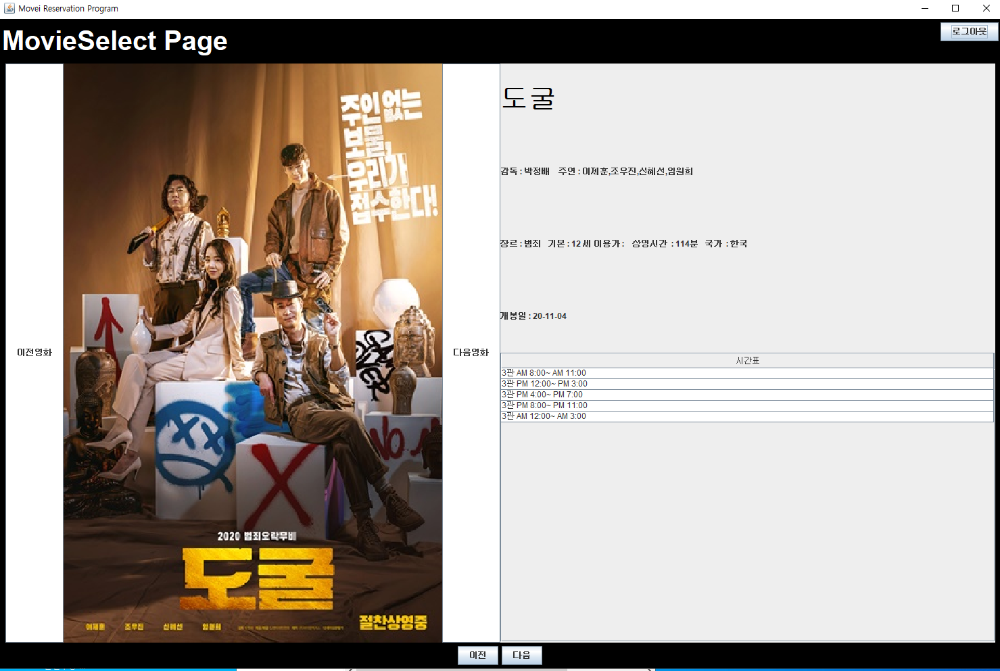 Movei Reservation Program
MovieSelect Page
로그아웃
이전영화
주인 없는
보물,
우리가
접수한다!
NO
2020 범죄오락무비
도굴
이제훈 조우진 신혜선 임원희
절찬상영중
다음영화
도굴
감독 : 박정배 주연 : 이제훈,조우진,신혜선,임원희
장르 : 범죄 기본 : 12 세 이용가 : 상영시간 : 114분 국가 : 한국
개봉일 : 20-11-04
시간표
3관 AM 8:00~ AM 11:00
3관 PM 12:00~ PM 3:00
3관 PM 4:00~ PM 7:00
3관 PM 8:00~ PM 11:00
3관 AM 12:00~ AM 3:00
이전 다음